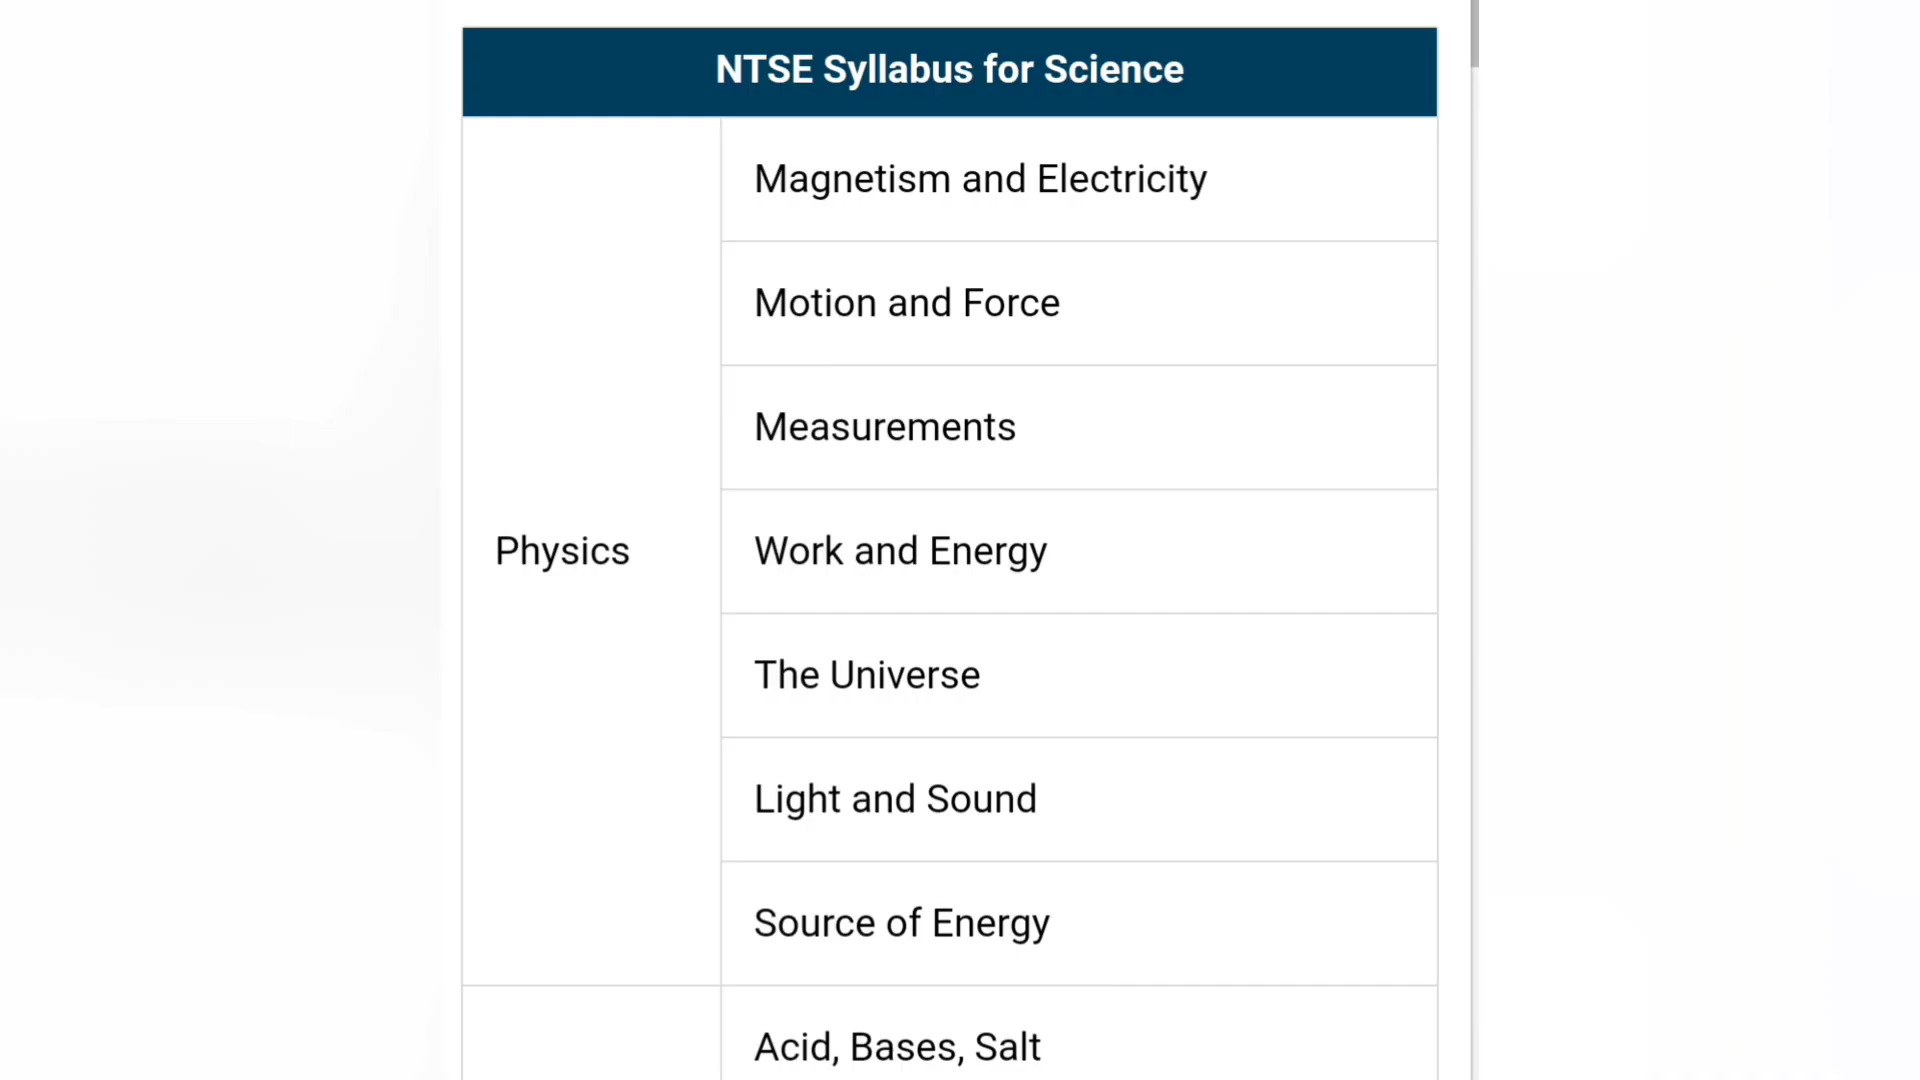 NTSE Syllabus for Science
Physics
Magnetism and Electricity
Motion and Force
Measurements
Work and Energy
The Universe
Light and Sound
Source of Energy
Acid, Bases, Salt